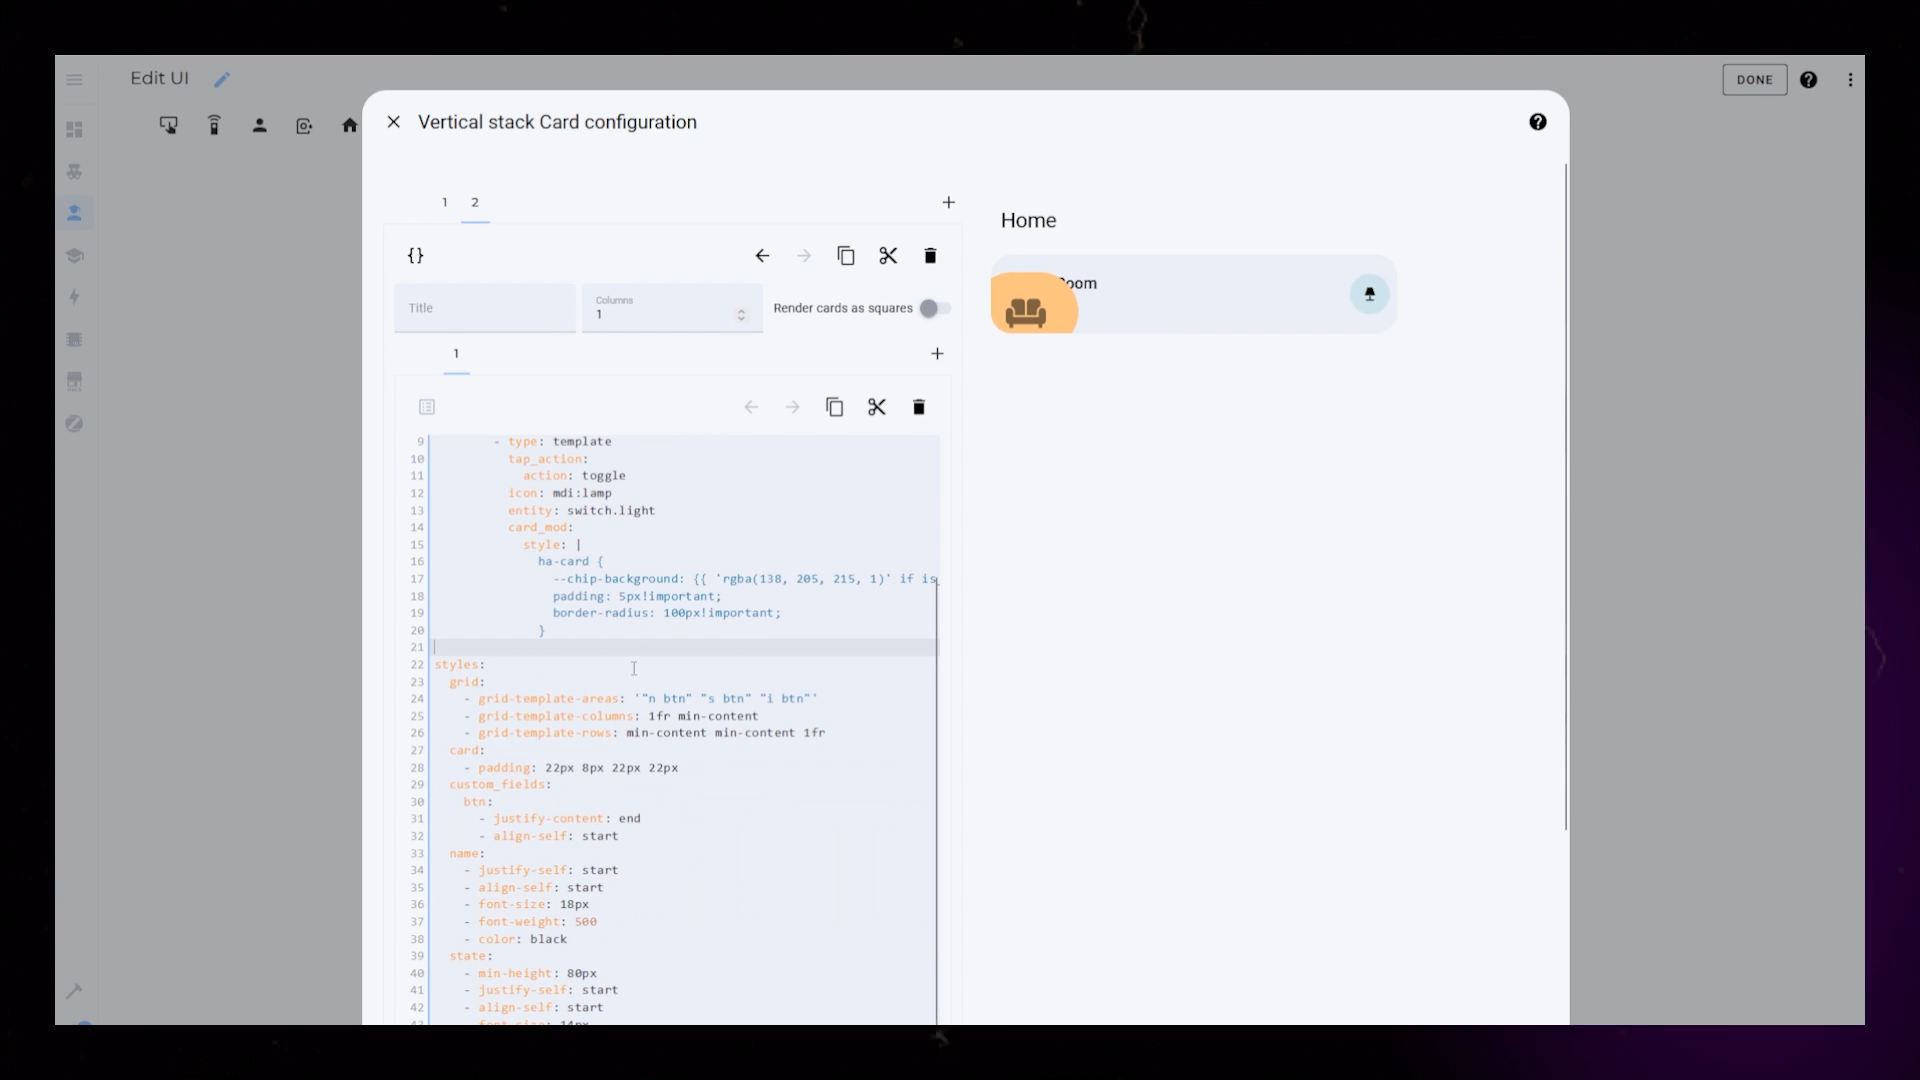 Edit UI
DONE
Vertical stack Card configuration
1 2
Home
{}
Title
Columns
1
Render cards as squares
oom
1
9 - type: template
10 tap_action:
11 action: toggle
12 icon: mdi:lamp
13 entity: switch.light
14 card_mod:
15 style: |
16 ha-card {
17 --chip-background: {{ 'rgba(138, 205, 215, 1)' if is
18 padding: 5px!important;
19 border-radius: 100px!important;
20 }
21
22 styles:
23 grid:
24 - grid-template-areas: '"n btn" "s btn" "i btn"'
25 - grid-template-columns: 1fr min-content
26 - grid-template-rows: min-content min-content 1fr
27 card:
28 - padding: 22px 8px 22px 22px
29 custom_fields:
30 btn:
31 - justify-content: end
32 - align-self: start
33 name:
34 - justify-self: start
35 - align-self: start
36 - font-size: 18px
37 - font-weight: 500
38 - color: black
39 state:
40 - min-height: 80px
41 - justify-self: start
42 - align-self: start
43 - font-size: 14px